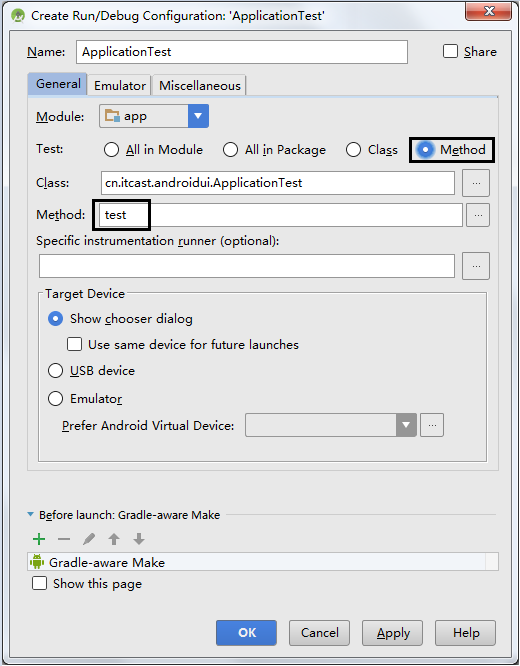 Create Run/Debug Configuration: 'ApplicationTest'
Name: ApplicationTest Share
General Emulator Miscellaneous
Module: app
Test: All in Module All in Package Class Method
Class: cn.itcast.androidui.ApplicationTest ...
Method: test ...
Specific instrumentation runner (optional):
...
Target Device
Show chooser dialog
Use same device for future launches
USB device
Emulator
Prefer Android Virtual Device: ...
Before launch: Gradle-aware Make
Gradle-aware Make
Show this page
OK Cancel Apply Help